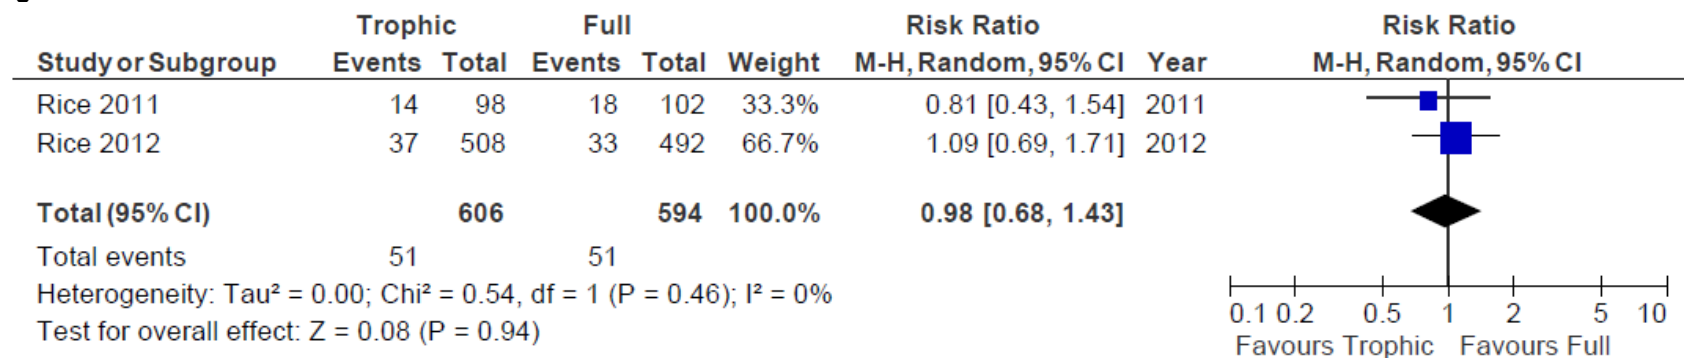 Trophic Full Risk Ratio Risk Ratio
Study or Subgroup Events Total Events Total Weight M-H, Random, 95% CI Year M-H, Random, 95% CI
Rice 2011 14 98 18 102 33.3% 0.81 [0.43, 1.54] 2011
Rice 2012 37 508 33 492 66.7% 1.09 [0.69, 1.71] 2012
Total (95% CI) 606 594 100.0% 0.98 [0.68, 1.43]
Total events 51 51
Heterogeneity: Tau² = 0.00; Chi² = 0.54, df = 1 (P = 0.46); I² = 0%
Test for overall effect: Z = 0.08 (P = 0.94)
0.1 0.2 0.5 1 2 5 10
Favours Trophic Favours Full